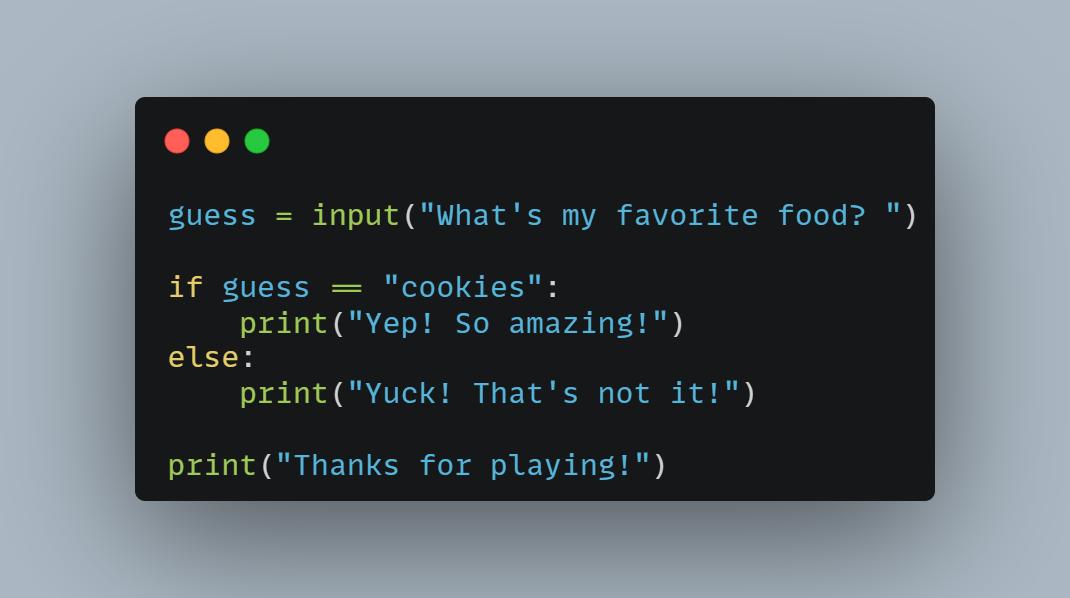 guess = input("What's my favorite food? ")
if guess == "cookies":
    print("Yep! So amazing!")
else:
    print("Yuck! That's not it!")
print("Thanks for playing!")